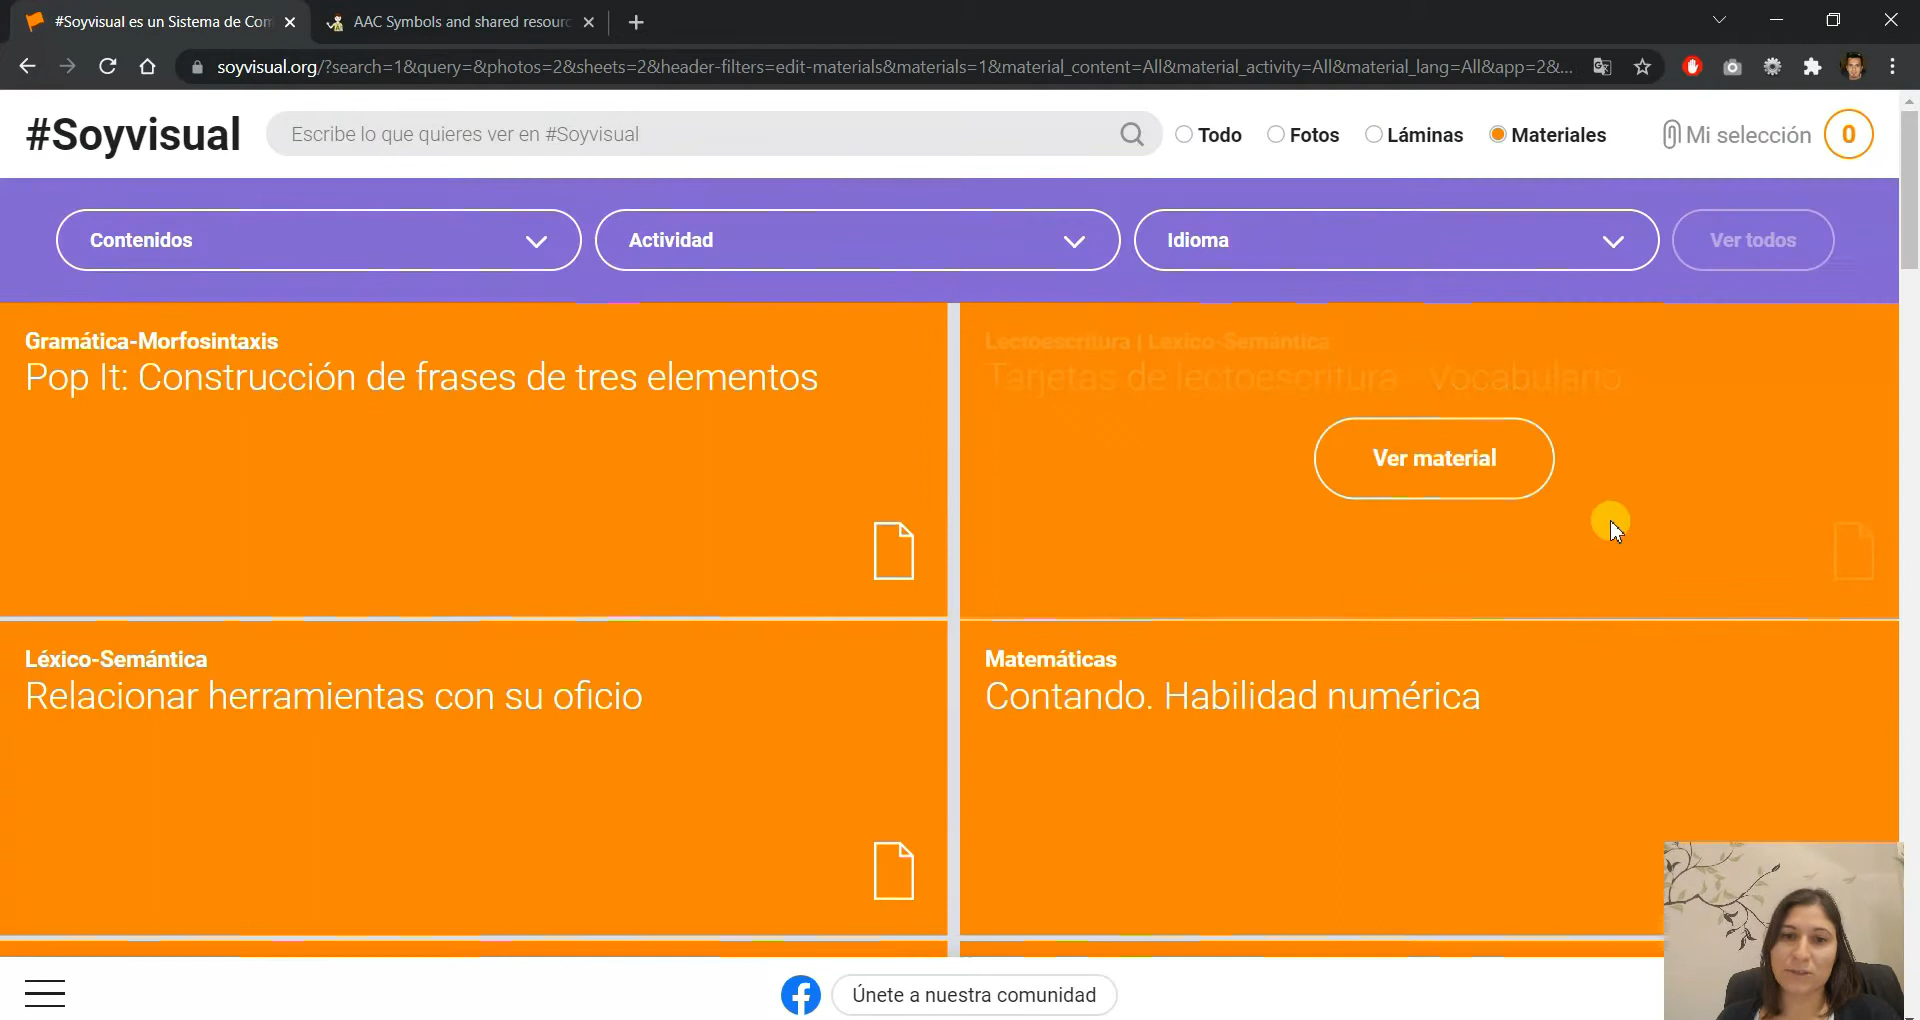 #Soyvisual es un Sistema de Com
AAC Symbols and shared resourc
soyvisual.org/?search=1&query=&photos=2&sheets=2&header-filters=edit-materials&materials=1&material_content=All&material_activity=All&material_lang=All&app=2&...
#Soyvisual
Escribe lo que quieres ver en #Soyvisual
Todo
Fotos
Láminas
Materiales
Mi selección
0
Contenidos
Actividad
Idioma
Ver todos
Gramática-Morfosintaxis
Pop It: Construcción de frases de tres elementos
Lectoescritura | Léxico-Semántica
Tarjetas de lectoescritura - Vocabulario
Ver material
Léxico-Semántica
Relacionar herramientas con su oficio
Matemáticas
Contando. Habilidad numérica
Únete a nuestra comunidad